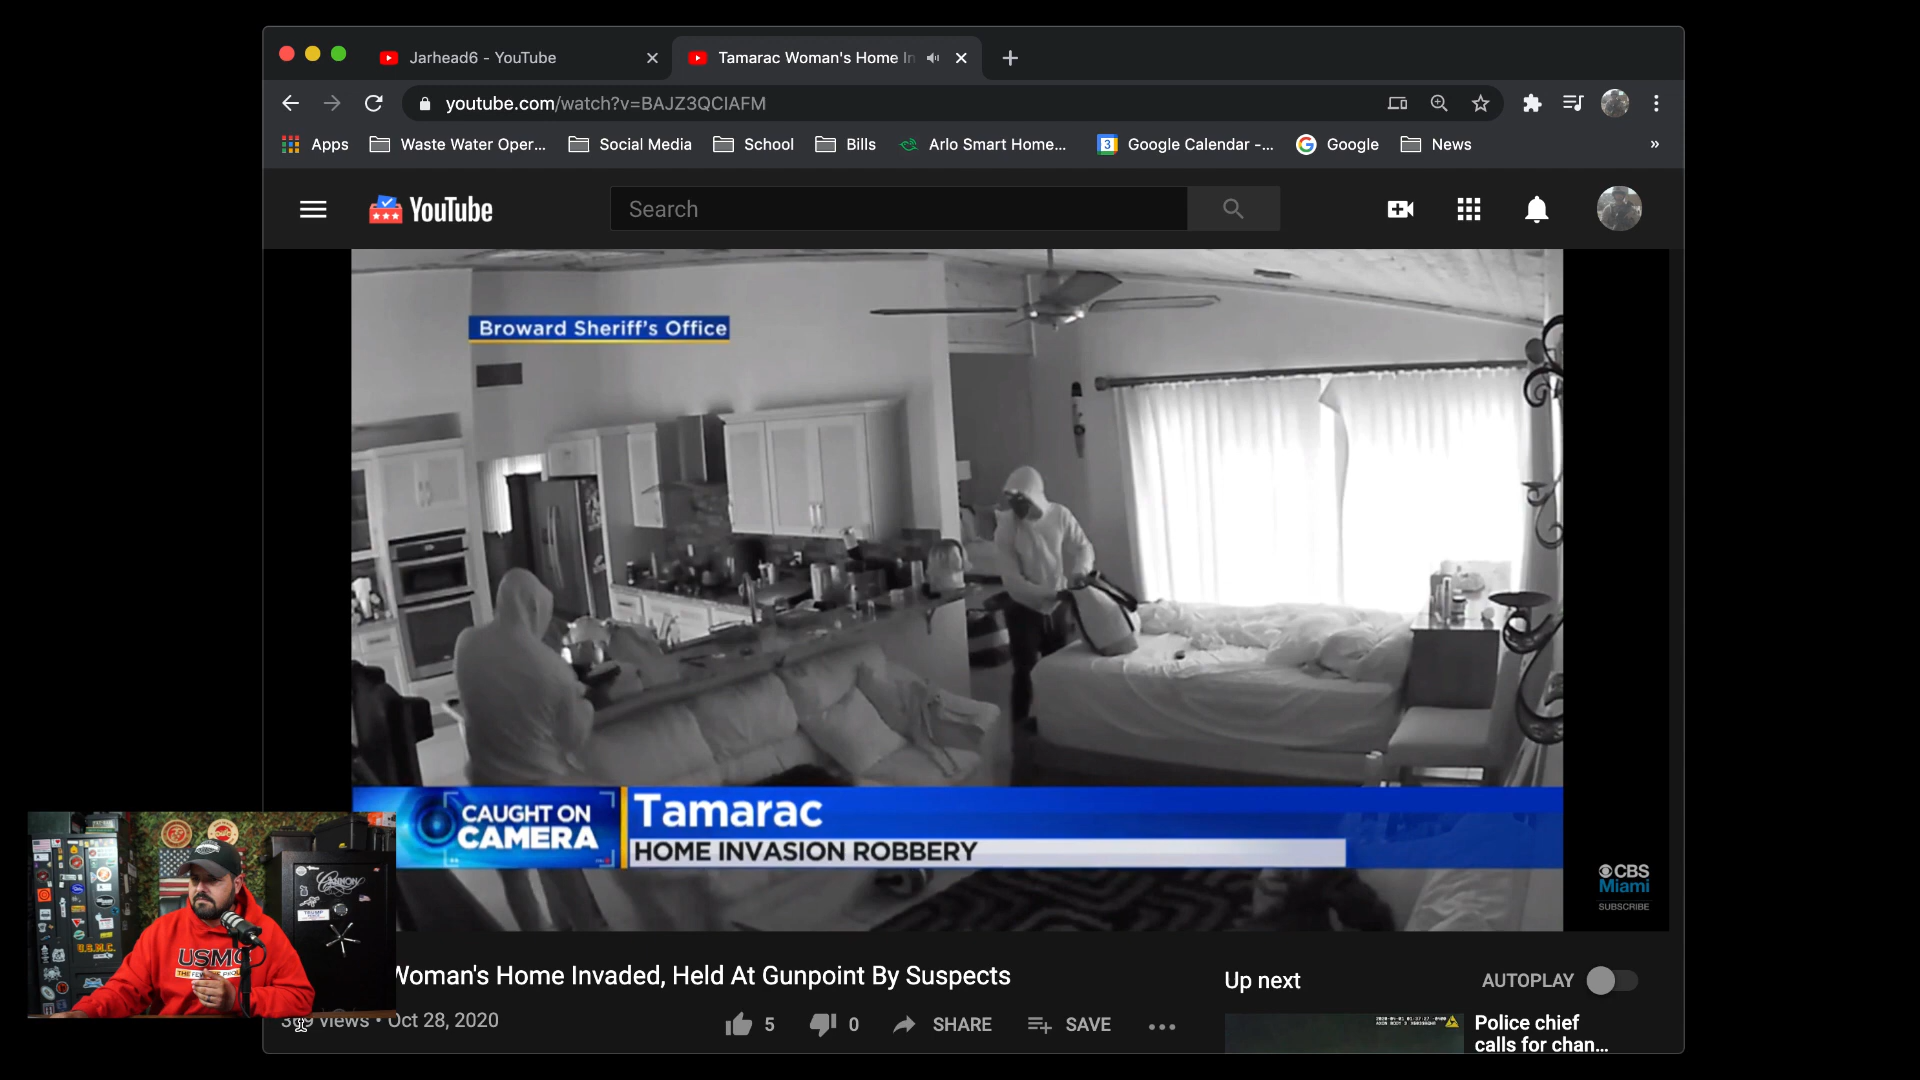 Jarhead6 - YouTube
Tamarac Woman's Home In
youtube.com/watch?v=BAJZ3QCIAFM
Apps
Waste Water Oper...
Social Media
School
Bills
Arlo Smart Home...
3
Google Calendar -...
Google
News
»
YouTube
Search
Broward Sheriff's Office
CAUGHT ON
CAMERA
Tamarac
HOME INVASION ROBBERY
CBS
Miami
SUBSCRIBE
CANNON
TRUMP
U.S.M.C.
USMC
Woman's Home Invaded, Held At Gunpoint By Suspects
views • Oct 28, 2020
5
0
SHARE
SAVE
Up next
AUTOPLAY
Police chief
calls for chan...